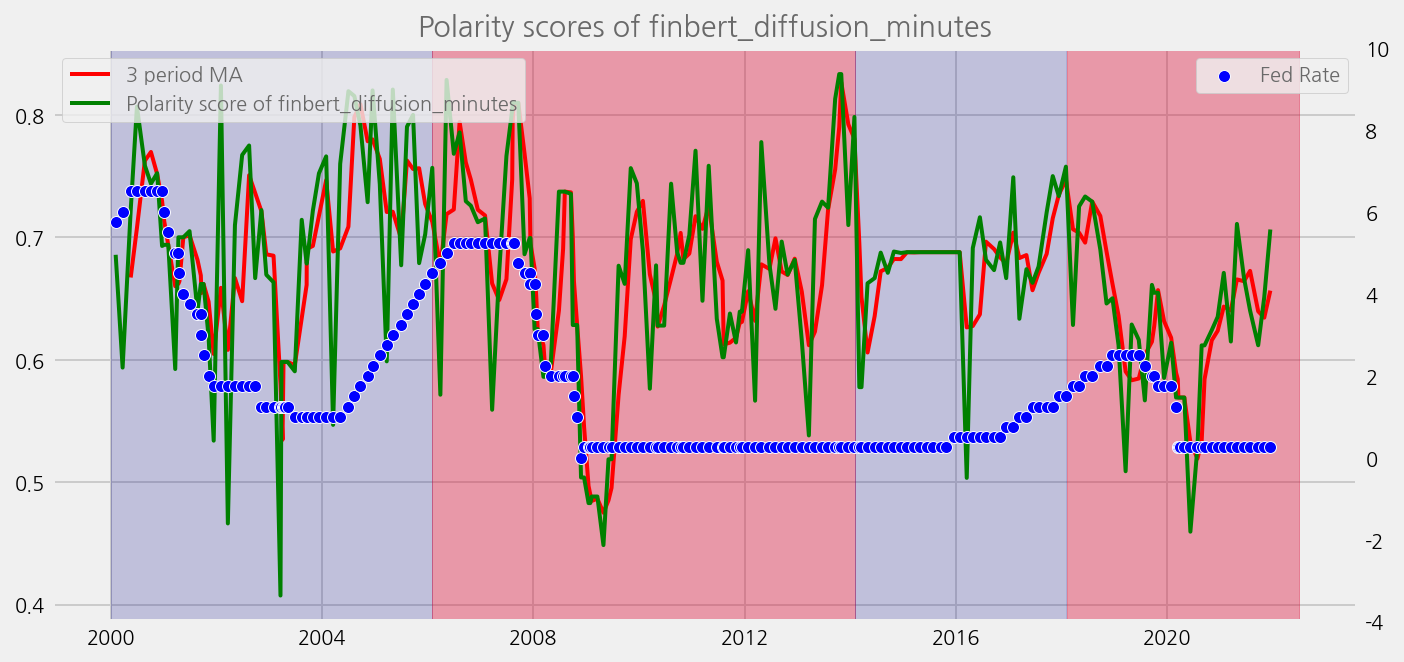 Polarity scores of finbert_diffusion_minutes
3 period MA
Polarity score of finbert_diffusion_minutes
Fed Rate
0.8
0.7
0.6
0.5
0.4
10
8
6
4
2
0
-2
-4
2000 2004 2008 2012 2016 2020